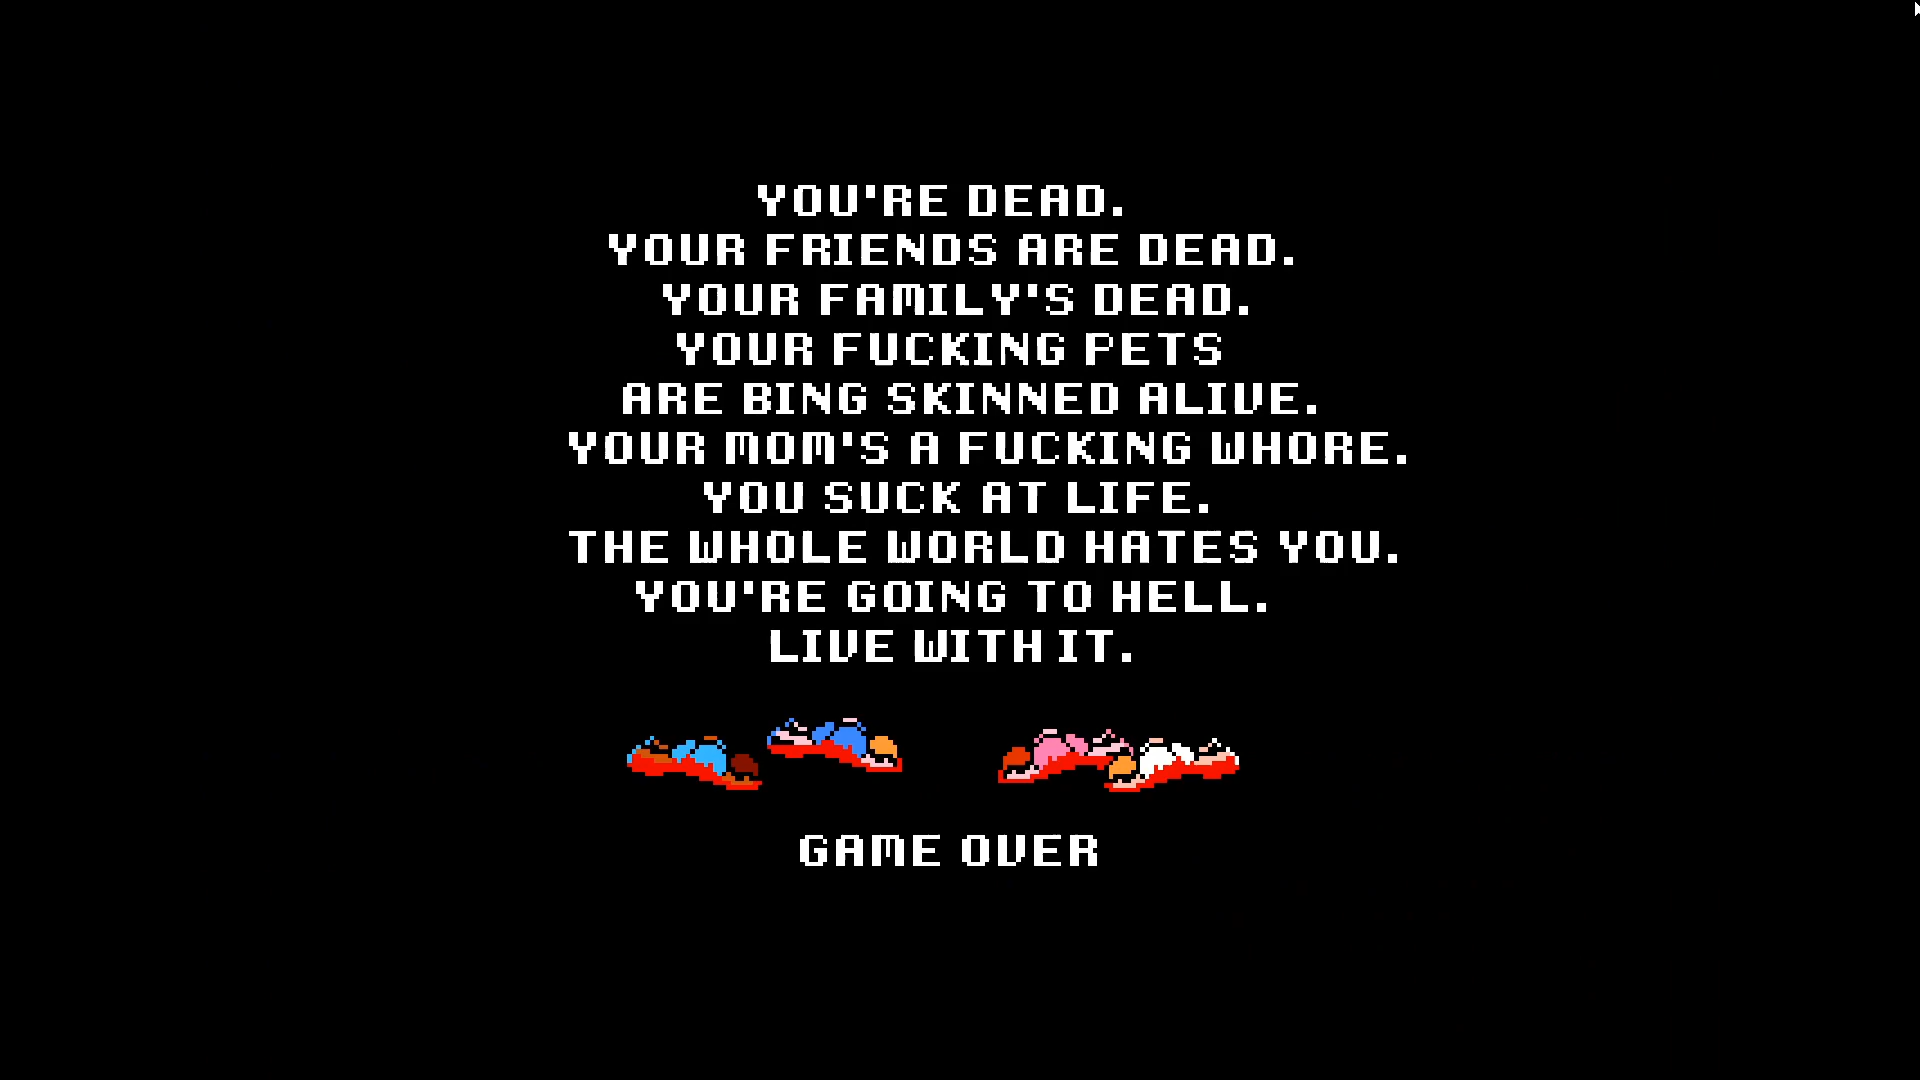 YOU'RE DEAD.
YOUR FRIENDS ARE DEAD.
YOUR FAMILY'S DEAD.
YOUR FUCKING PETS
ARE BING SKINNED ALIVE.
YOUR MOM'S A FUCKING WHORE.
YOU SUCK AT LIFE.
THE WHOLE WORLD HATES YOU.
YOU'RE GOING TO HELL.
LIVE WITH IT.
GAME OVER